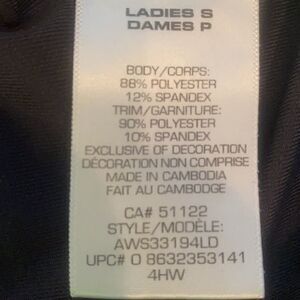 LADIES S
DAMES P
BODY/CORPS:
88% POLYESTER
12% SPANDEX
TRIM/GARNITURE:
90% POLYESTER
10% SPANDEX
EXCLUSIVE OF DECORATION
DÉCORATION NON COMPRISE
MADE IN CAMBODIA
FAIT AU CAMBODGE
CA# 51122
STYLE/MODÈLE:
AWS33194LD
UPC# 0 8632353141
4HW